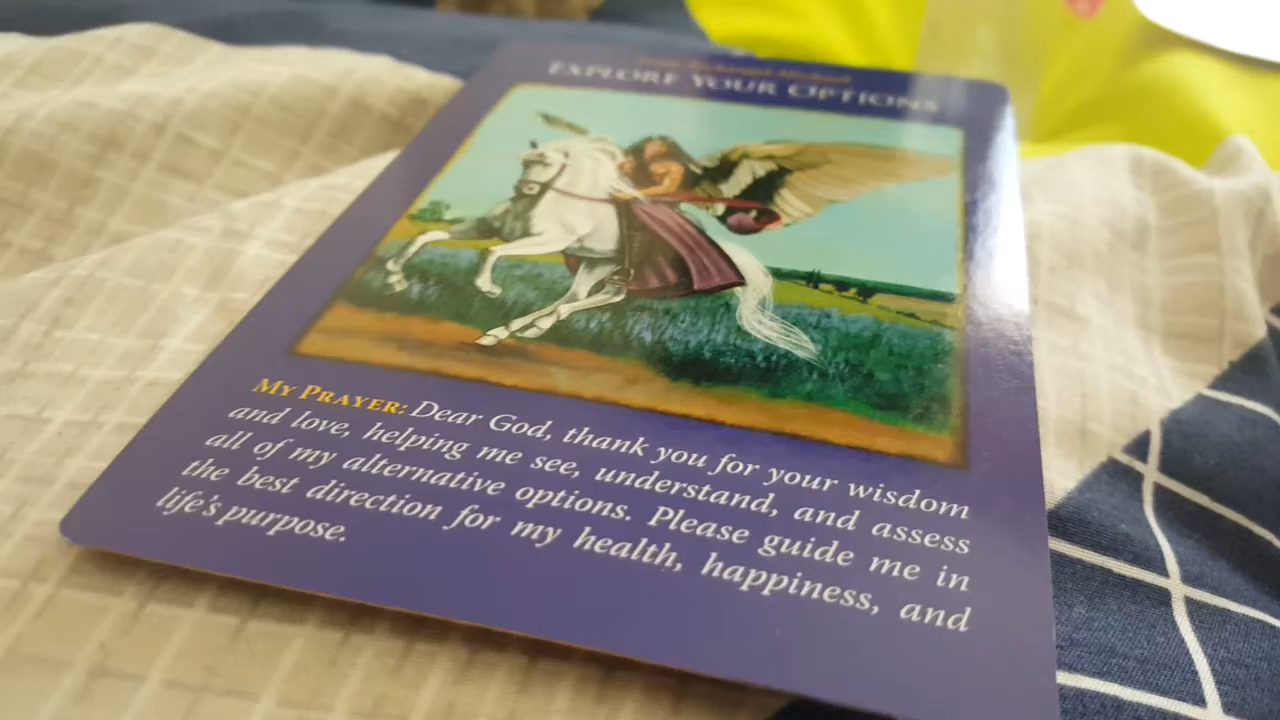 EXPLORE YOUR OPTIONS
MY PRAYER: Dear God, thank you for your wisdom
and love, helping me see, understand, and assess
all of my alternative options. Please guide me in
the best direction for my health, happiness, and
life's purpose.